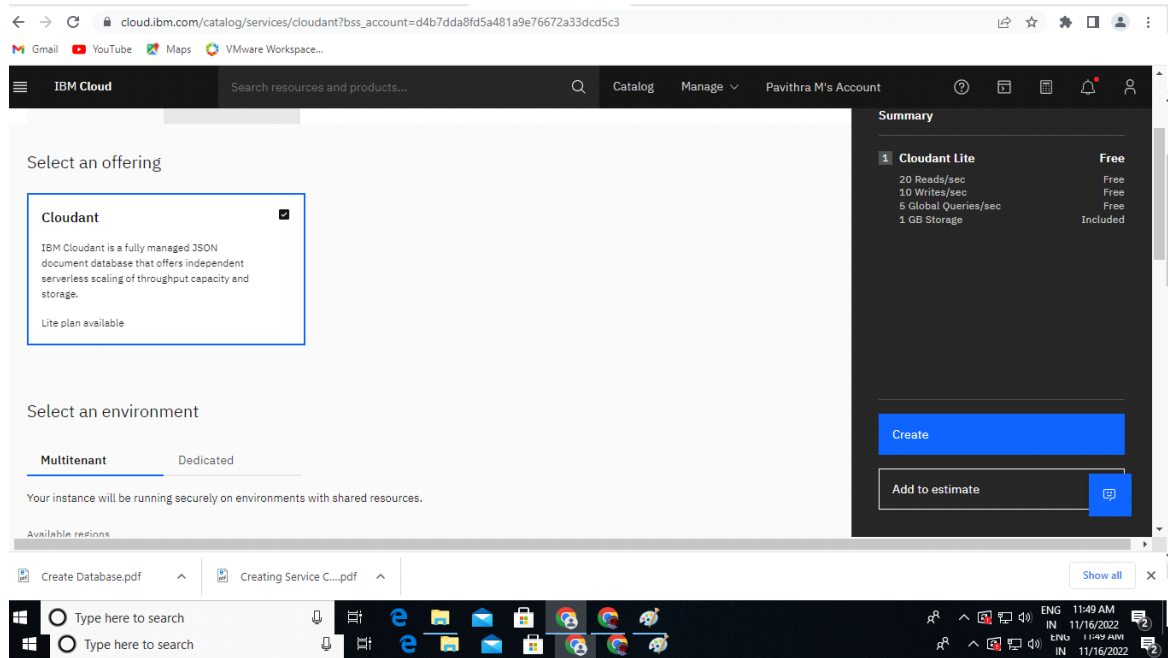 cloud.ibm.com/catalog/services/cloudant?bss_account=d4b7dda8fd5a481a9e76672a33dcd5c3
Gmail YouTube Maps VMware Workspace...
IBM Cloud Search resources and products... Catalog Manage Pavithra M's Account
Summary
Select an offering
1 Cloudant Lite Free
20 Reads/sec Free
10 Writes/sec Free
5 Global Queries/sec Free
1 GB Storage Included
Cloudant
IBM Cloudant is a fully managed JSON
document database that offers independent
serverless scaling of throughput capacity and
storage.
Lite plan available
Select an environment
Create
Multitenant Dedicated
Add to estimate
Your instance will be running securely on environments with shared resources.
Available regions
Create Database.pdf Creating Service C....pdf Show all
Type here to search ENG 11:49 AM
IN 11/16/2022 2
Type here to search ENG 11:49 AM
IN 11/16/2022 2